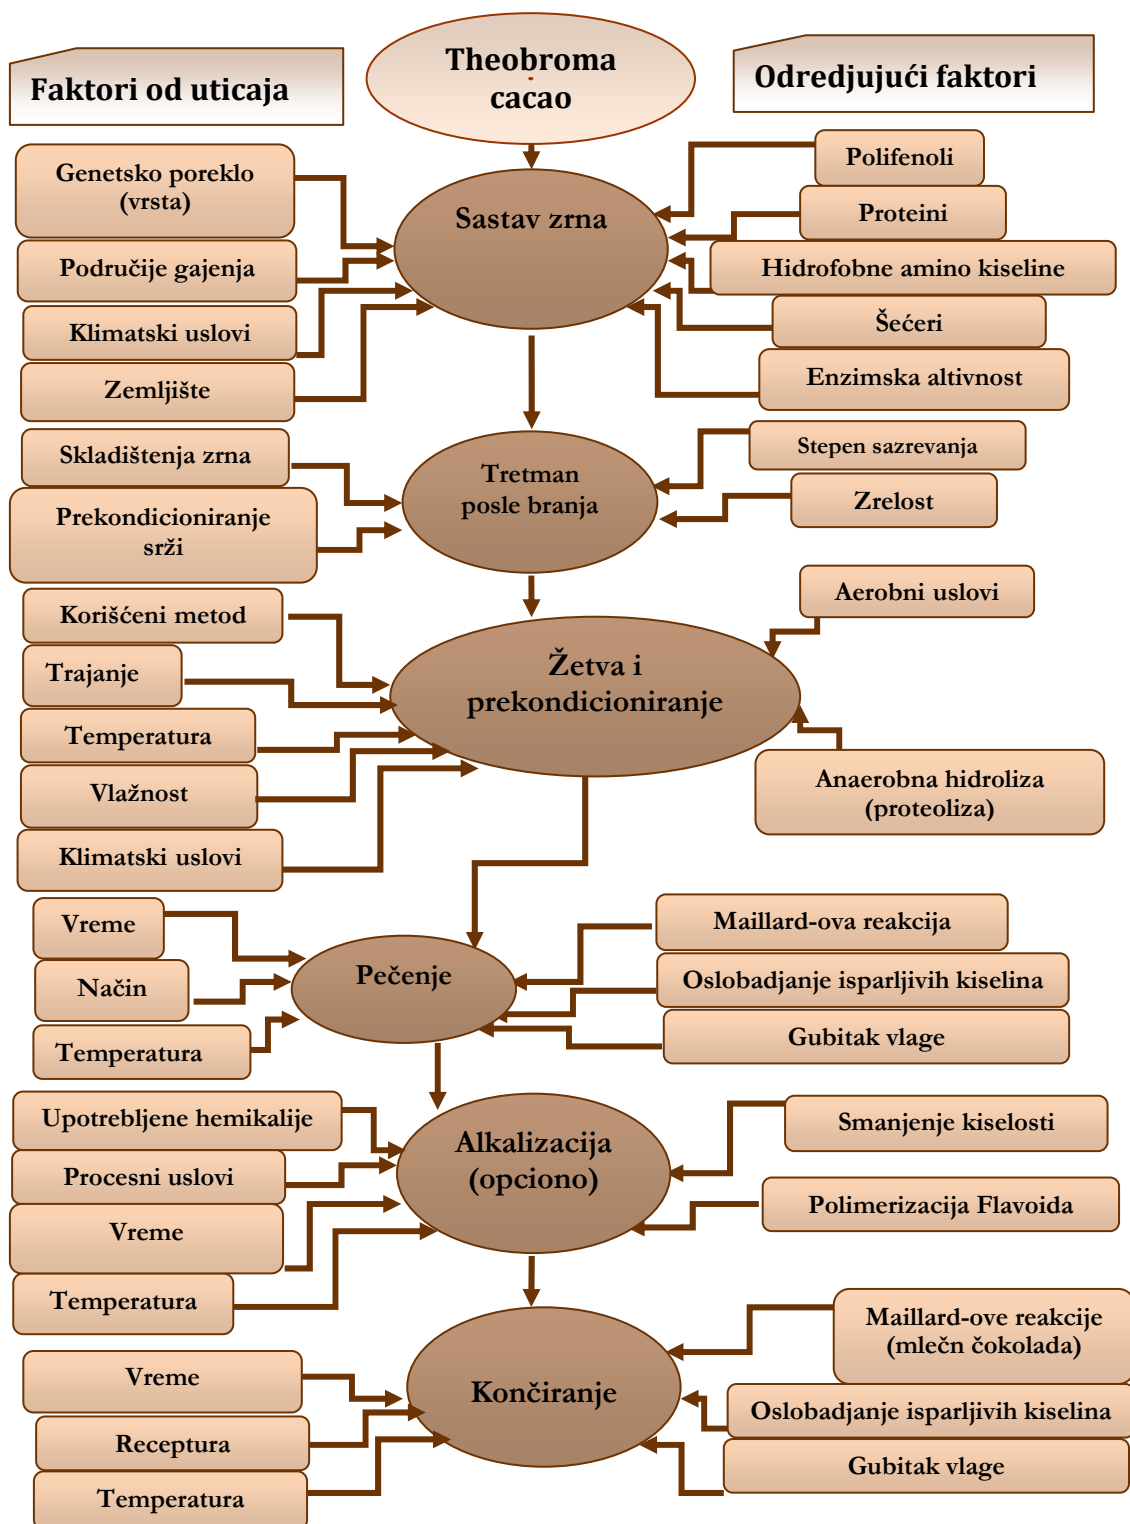 Faktori od uticaja
Theobroma
cacao
Odredjujući faktori
Genetsko poreklo
(vrsta)
Područije gajenja
Klimatski uslovi
Zemljište
Sastav zrna
Polifenoli
Proteini
Hidrofobne amino kiseline
Šećeri
Enzimska altivnost
Skladištenja zrna
Prekondicioniranje
srži
Tretman
posle branja
Stepen sazrevanja
Zrelost
Korišćeni metod
Trajanje
Temperatura
Vlažnost
Klimatski uslovi
Žetva i
prekondicioniranje
Aerobni uslovi
Anaerobna hidroliza
(proteoliza)
Vreme
Način
Temperatura
Pečenje
Maillard-ova reakcija
Oslobadjanje isparljivih kiselina
Gubitak vlage
Upotrebljene hemikalije
Procesni uslovi
Vreme
Temperatura
Alkalizacija
(opciono)
Smanjenje kiselosti
Polimerizacija Flavoida
Vreme
Receptura
Temperatura
Končiranje
Maillard-ove reakcije
(mlečn čokolada)
Oslobadjanje isparljivih kiselina
Gubitak vlage